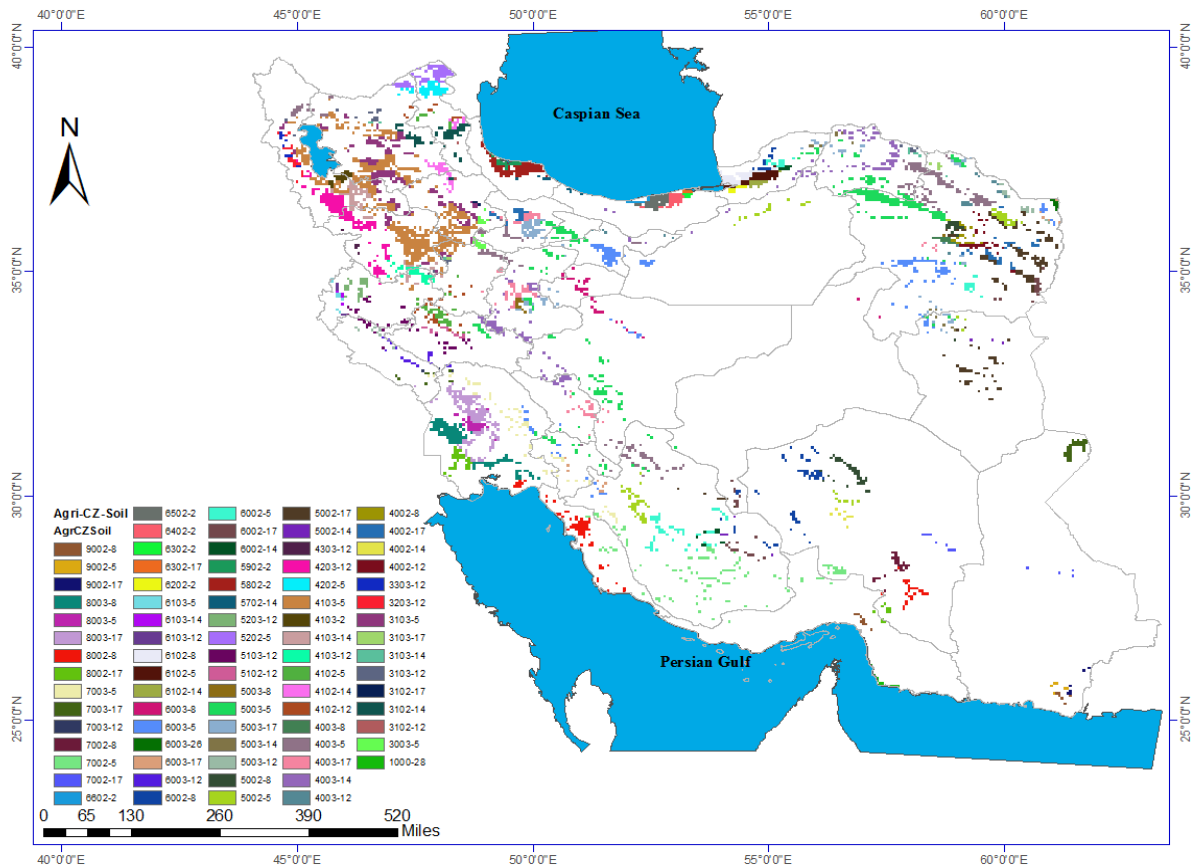 40°0'0"E 45°0'0"E 50°0'0"E 55°0'0"E 60°0'0"E
40°0'0"N 40°0'0"N
N
Caspian Sea
35°0'0"N 35°0'0"N
30°0'0"N 30°0'0"N
Agri-CZ-Soil 6502-2 6002-5 5002-17 4002-8
AgrCZSoil 6402-2 6002-17 5002-14 4002-17
9002-8 6302-2 6002-14 4303-12 4002-14
9002-5 6302-17 5902-2 4203-12 4002-12
9002-17 6202-2 5802-2 4202-5 3303-12
8003-8 6103-5 5702-14 4103-5 3203-12
8003-5 6103-14 5203-12 4103-2 3103-5
8003-17 6103-12 5202-5 4103-14 3103-17
8002-8 6102-8 5103-12 4103-12 3103-14
8002-17 6102-5 5102-12 4102-5 3103-12
7003-5 6102-14 5003-8 4102-14 3102-17
7003-17 6003-8 5003-5 4102-12 3102-14
7003-12 6003-5 5003-17 4003-8 3102-12
7002-8 6003-26 5003-14 4003-5 3003-5
7002-5 6003-17 5003-12 4003-17 1000-28
7002-17 6003-12 5002-8 4003-14
6602-2 6002-8 5002-5 4003-12
Persian Gulf
25°0'0"N 25°0'0"N
0 65 130 260 390 520
Miles
40°0'0"E 45°0'0"E 50°0'0"E 55°0'0"E 60°0'0"E